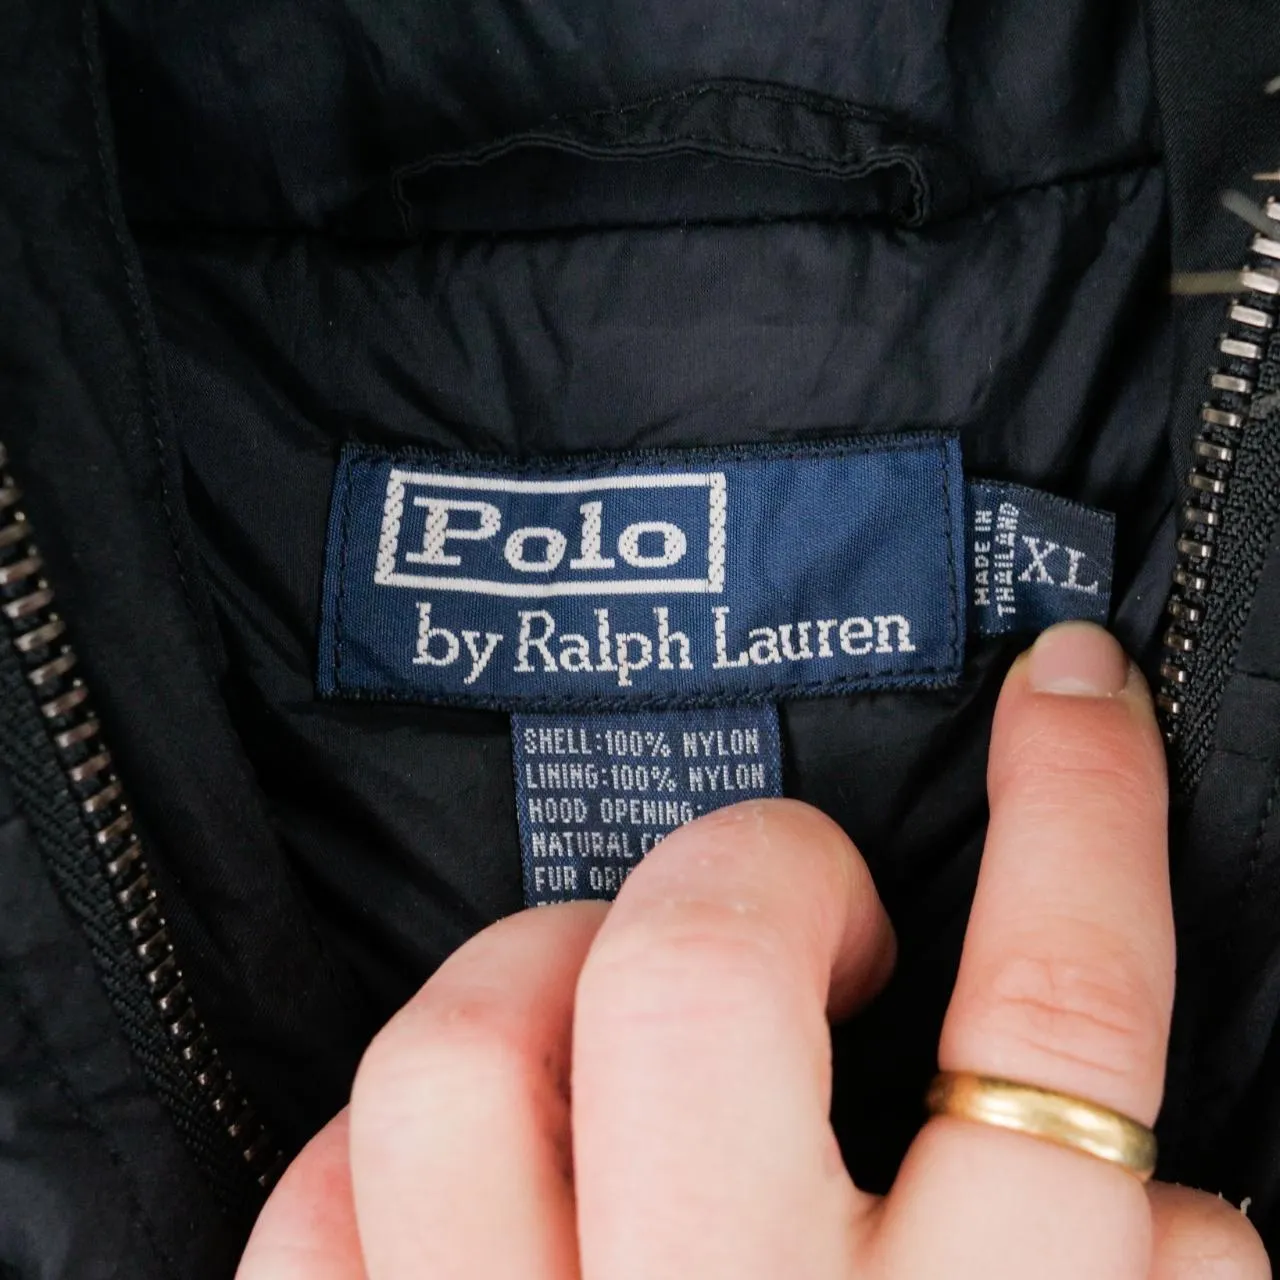 Polo
by Ralph Lauren
MADE IN
THAILAND
XL
SHELL:100% NYLON
LINING:100% NYLON
HOOD OPENING:
NATURAL
FUR